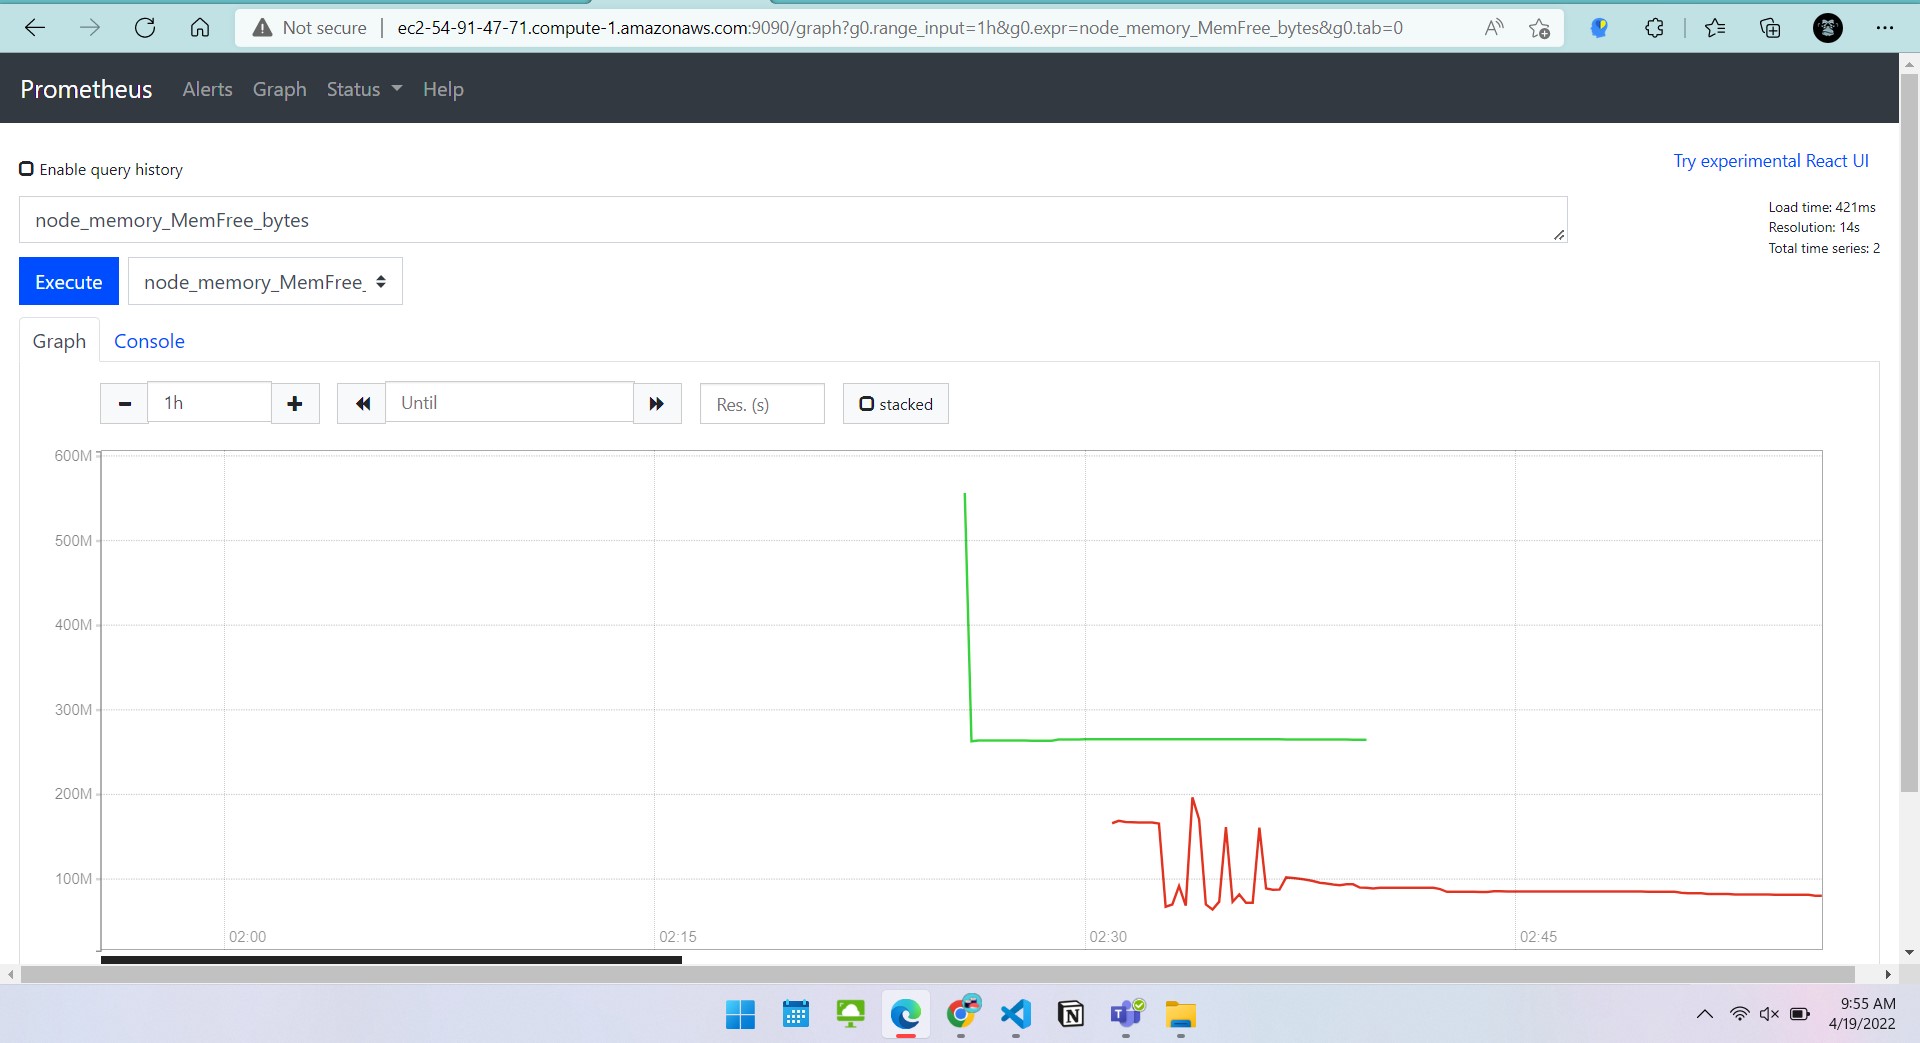 Not secure ec2-54-91-47-71.compute-1.amazonaws.com:9090/graph?g0.range_input=1h&g0.expr=node_memory_MemFree_bytes&g0.tab=0
Prometheus Alerts Graph Status Help
Enable query history
Try experimental React UI
node_memory_MemFree_bytes
Load time: 421ms
Resolution: 14s
Total time series: 2
Execute node_memory_MemFree_
Graph Console
1h Until Res. (s) stacked
600M
500M
400M
300M
200M
100M
02:00 02:15 02:30 02:45
9:55 AM
4/19/2022